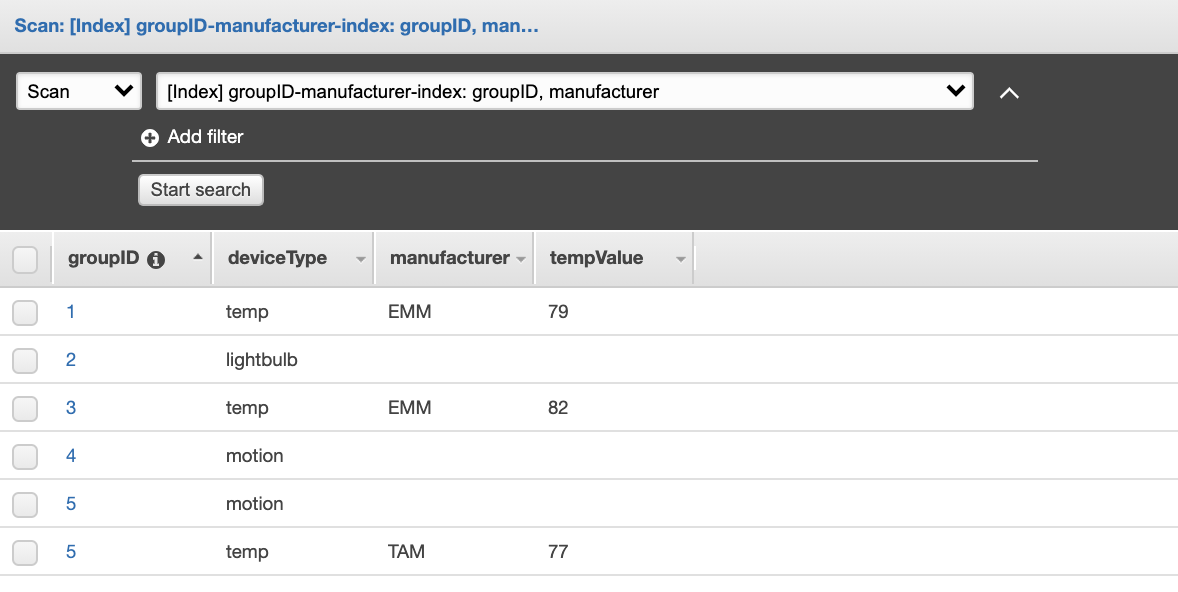 Scan: [Index] groupID-manufacturer-index: groupID, man…
Scan [Index] groupID-manufacturer-index: groupID, manufacturer
Add filter
Start search
groupID deviceType manufacturer tempValue
1 temp EMM 79
2 lightbulb
3 temp EMM 82
4 motion
5 motion
5 temp TAM 77